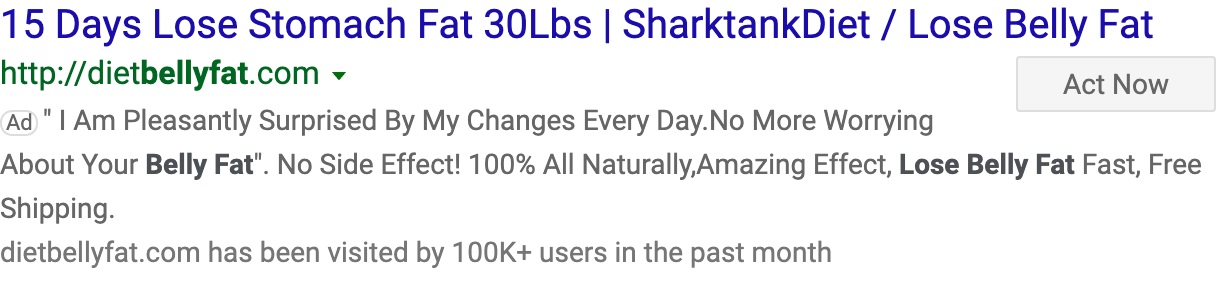 15 Days Lose Stomach Fat 30Lbs | SharktankDiet / Lose Belly Fat
http://dietbellyfat.com
Act Now
Ad " I Am Pleasantly Surprised By My Changes Every Day.No More Worrying
About Your Belly Fat". No Side Effect! 100% All Naturally,Amazing Effect, Lose Belly Fat Fast, Free
Shipping.
dietbellyfat.com has been visited by 100K+ users in the past month